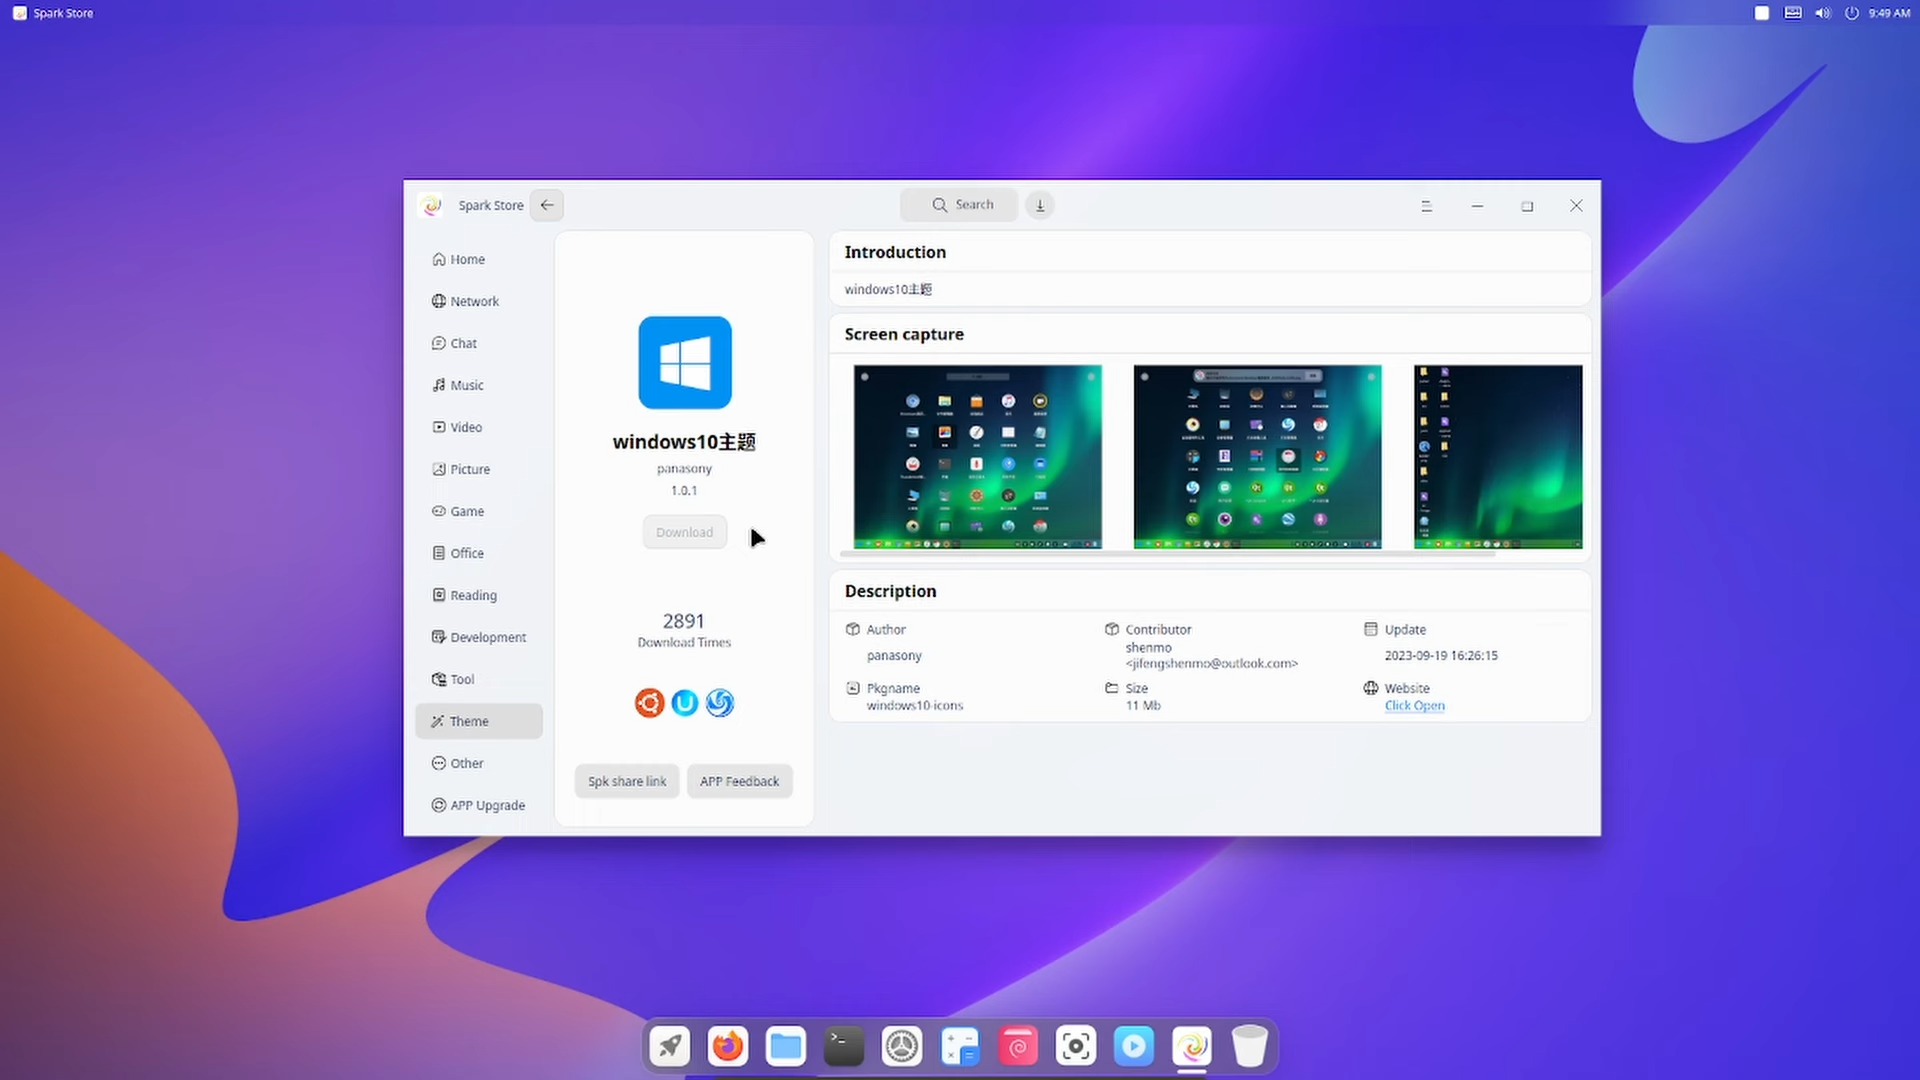 Spark Store
9:49 AM
Spark Store
Search
Home
Network
Chat
Music
Video
Picture
Game
Office
Reading
Development
Tool
Theme
Other
APP Upgrade
windows10主题
panasony
1.0.1
Download
2891
Download Times
Spk share link
APP Feedback
Introduction
windows10主题
Screen capture
Description
Author
panasony
Contributor
shenmo
<jifengshenmo@outlook.com>
Update
2023-09-19 16:26:15
Pkgname
windows10-icons
Size
11 Mb
Website
Click Open